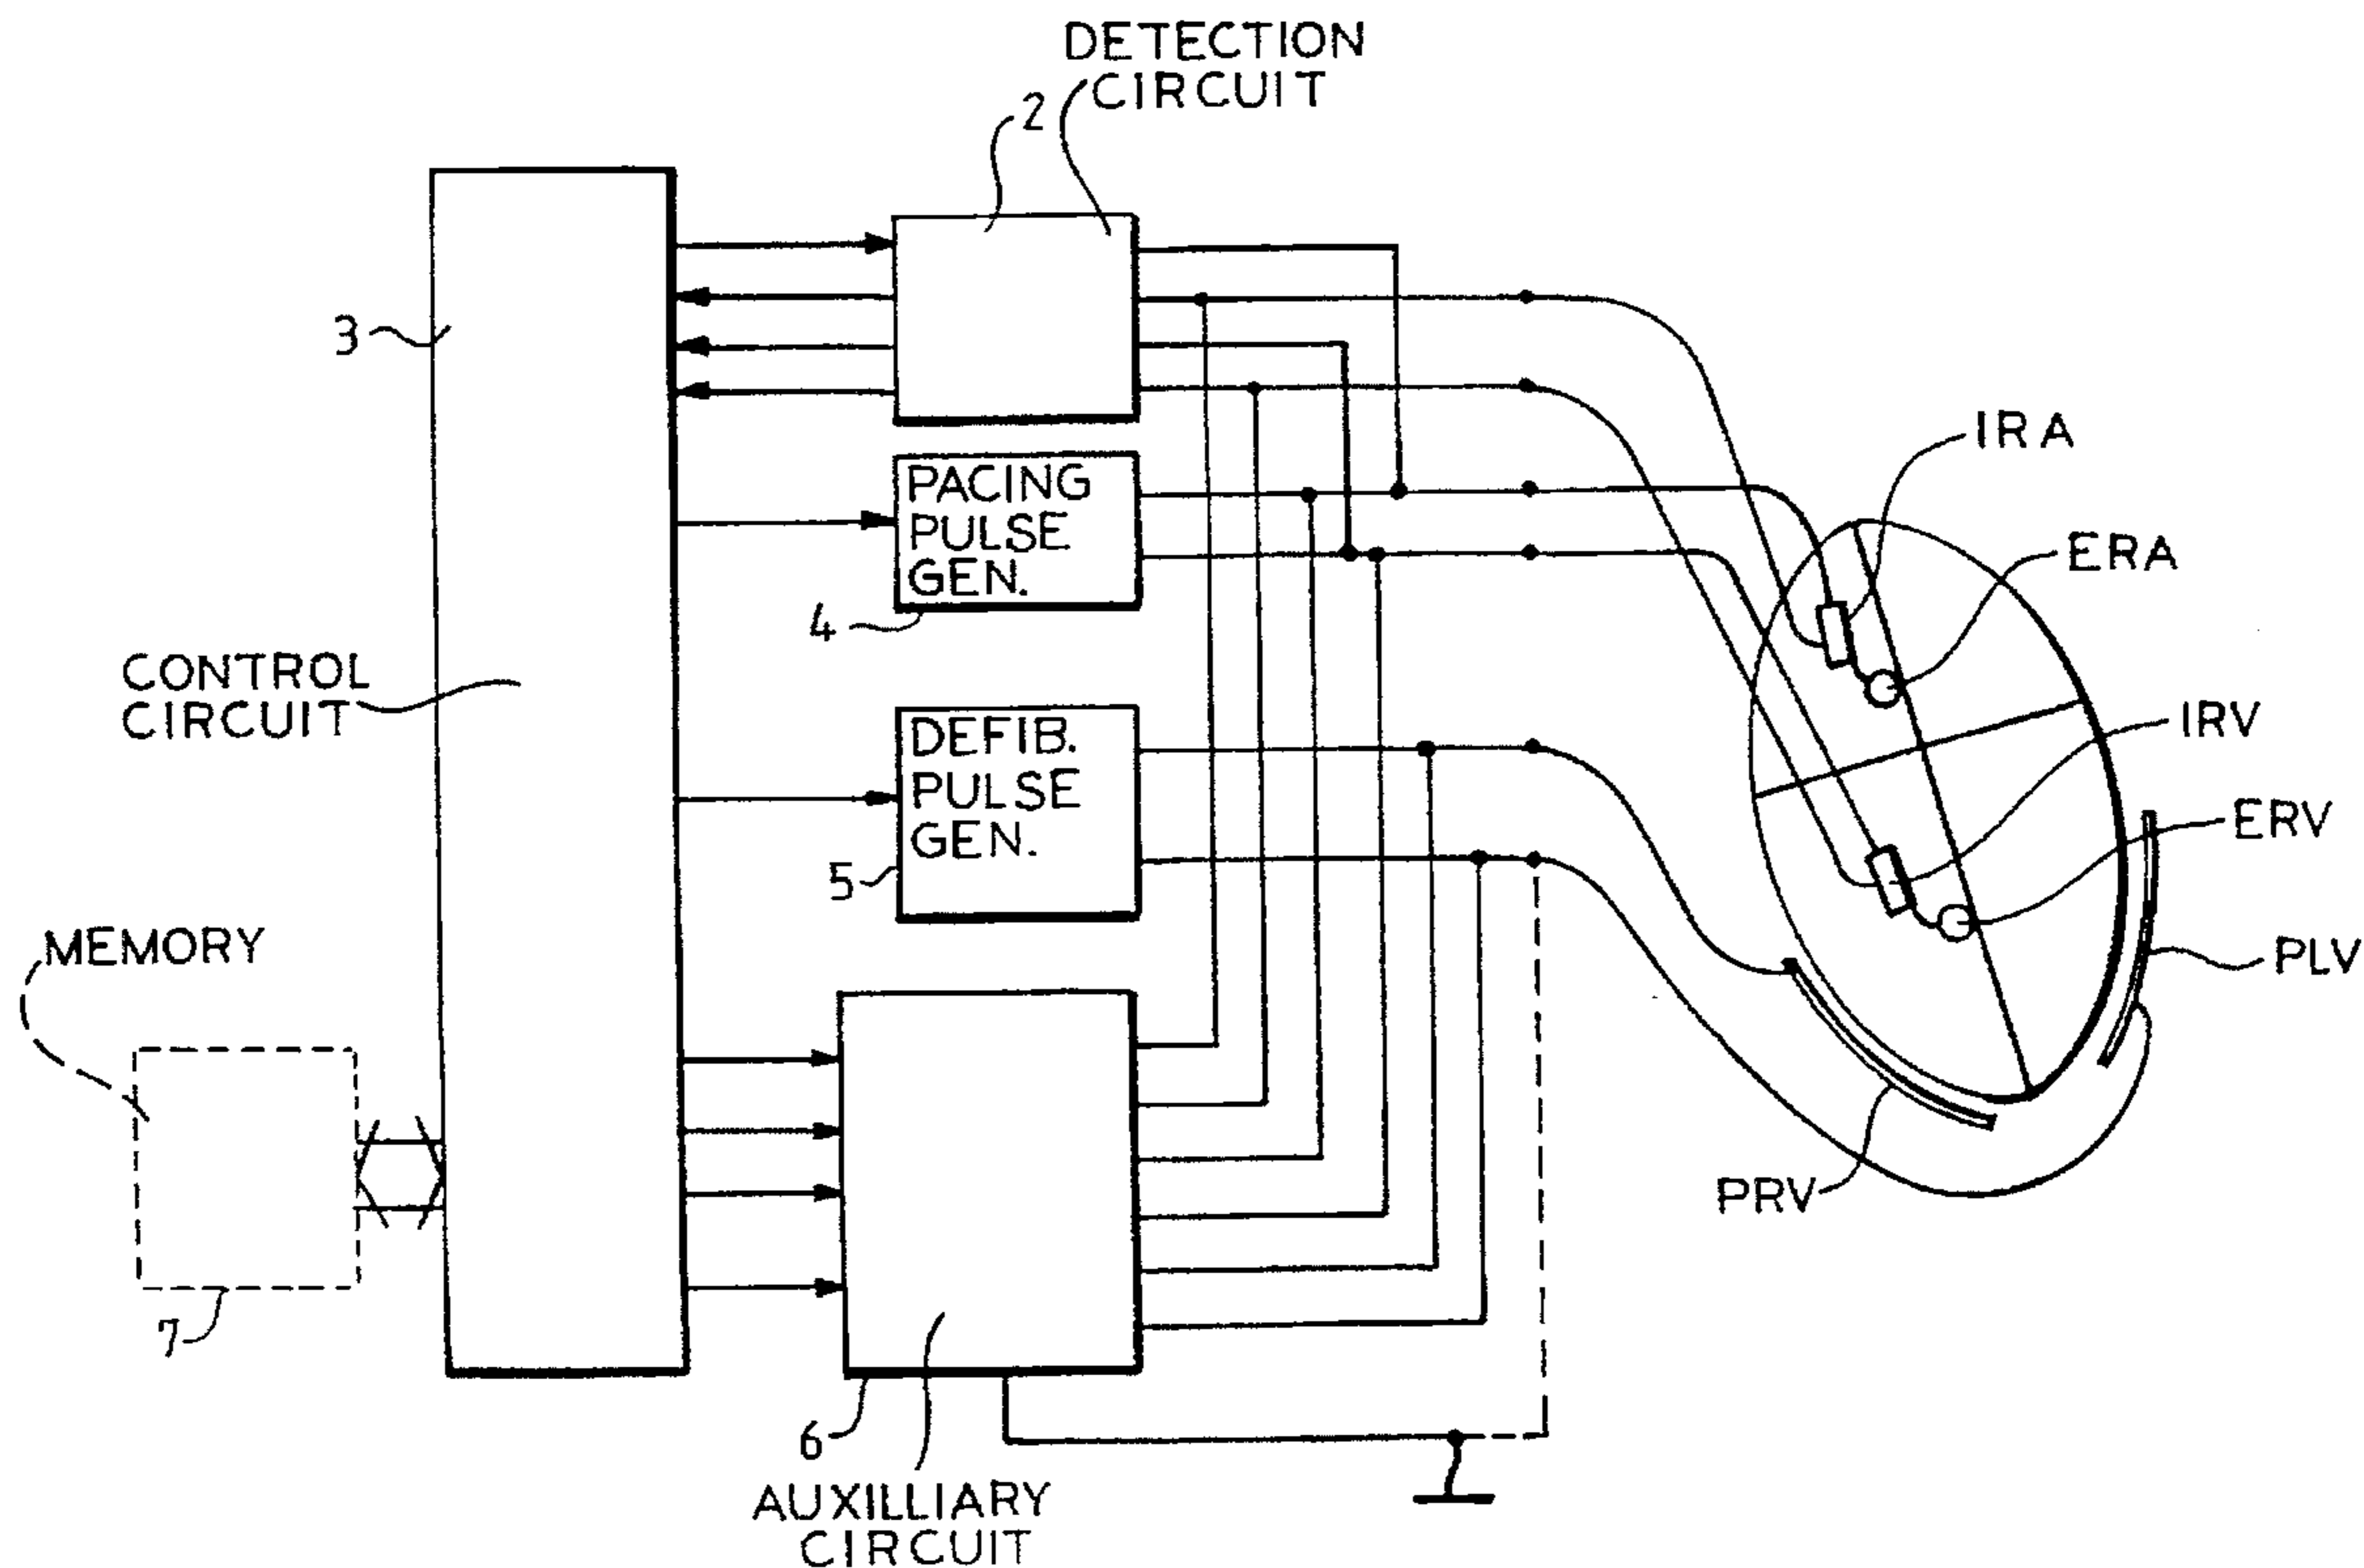 DETECTION
CIRCUIT
2
3
PACING
PULSE
GEN.
4
IRA
ERA
CONTROL
CIRCUIT
DEFIB.
PULSE
GEN.
5
IRV
ERV
MEMORY
PLV
PRV
7
6
AUXILLIARY
CIRCUIT